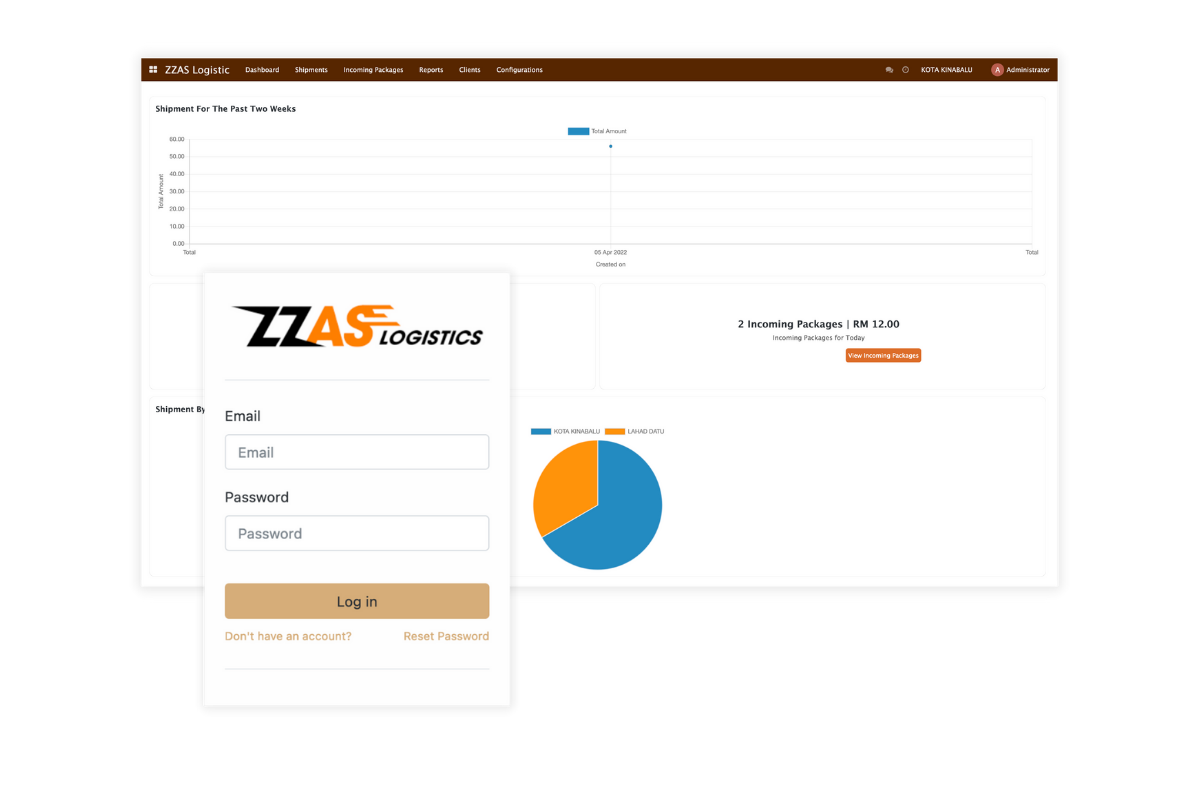 ZZAS Logistic Dashboard Shipments Incoming Packages Reports Clients Configurations KOTA KINABALU A Administrator
Shipment For The Past Two Weeks
Total Amount
60.00
50.00
40.00
30.00
20.00
10.00
0.00
Total Amount
Total 05 Apr 2022 Total
Created on
2 Incoming Packages | RM 12.00
Incoming Packages for Today
View Incoming Packages
Shipment By
KOTA KINABALU LAHAD DATU
ZZAS LOGISTICS
Email
Email
Password
Password
Log in
Don't have an account? Reset Password